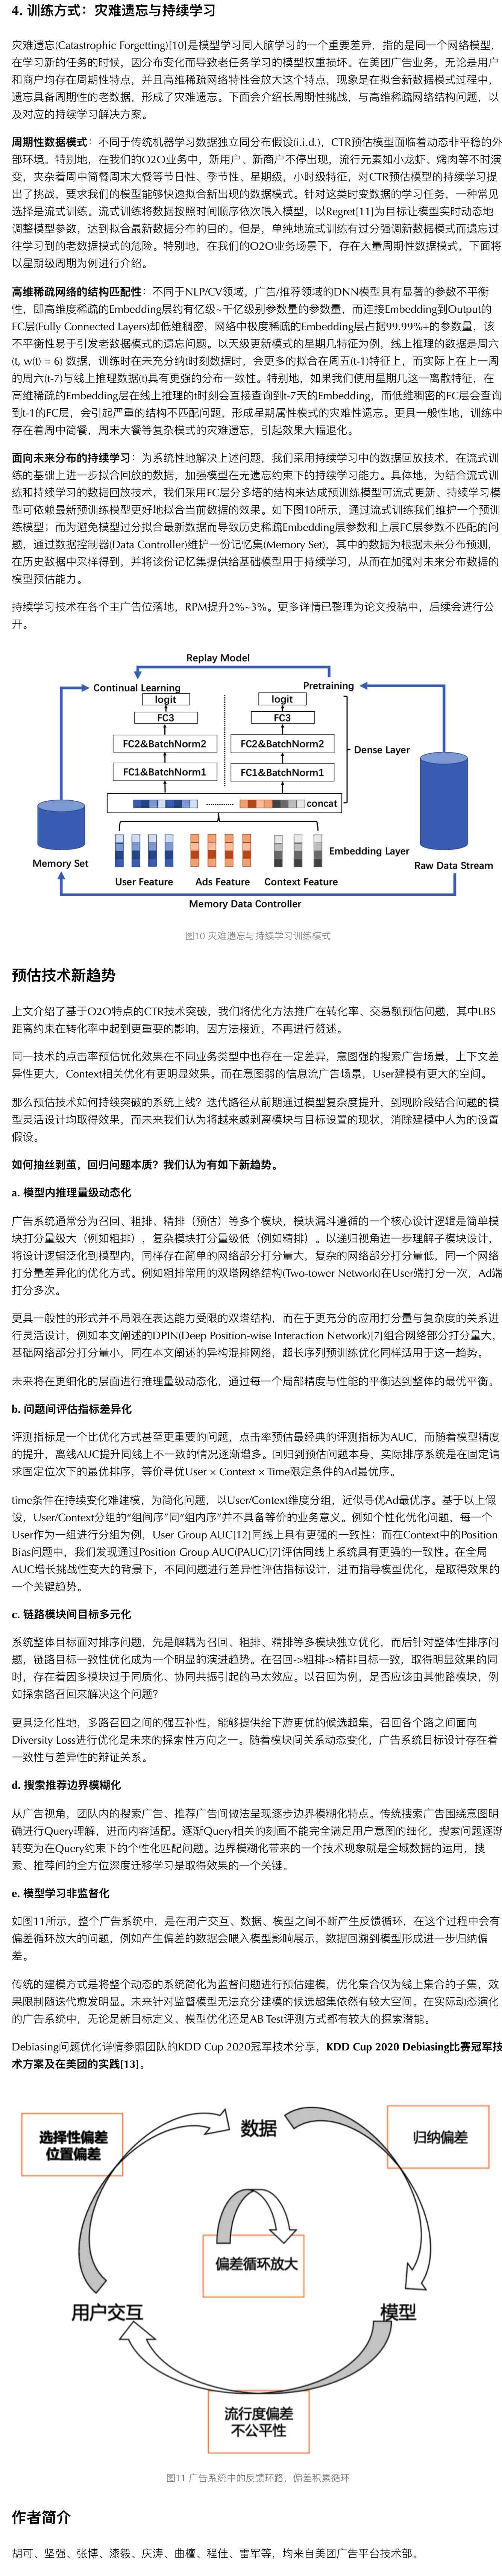 4. 训练方式：灾难遗忘与持续学习
灾难遗忘(Catastrophic Forgetting)[10]是模型学习同人脑学习的一个重要差异，指的是同一个网络模型，
在学习新的任务的时候，因分布变化而导致老任务学习的模型权重损坏。在美团广告业务，无论是用户
和商户均存在周期性特点，并且高维稀疏网络特性会放大这个特点，现象是在拟合新数据模式过程中，
遗忘具备周期性的老数据，形成了灾难遗忘。下面会介绍长周期性挑战，与高维稀疏网络结构问题，以
及对应的持续学习解决方案。
周期性数据模式：不同于传统机器学习数据独立同分布假设(i.i.d.)，CTR预估模型面临着动态非平稳的外
部环境。特别地，在我们的O2O业务中，新用户、新商户不停出现，流行元素如小龙虾、烤肉等不时演
变，夹杂着周中简餐周末大餐等节日性、季节性、星期级，小时级特征，对CTR预估模型的持续学习提
出了挑战，要求我们的模型能够快速拟合新出现的数据模式。针对这类时变数据的学习任务，一种常见
选择是流式训练。流式训练将数据按照时间顺序依次喂入模型，以Regret[11]为目标让模型实时动态地
调整模型参数，达到拟合最新数据分布的目的。但是，单纯地流式训练有过分强调新数据模式而遗忘过
往学习到的老数据模式的危险。特别地，在我们的O2O业务场景下，存在大量周期性数据模式，下面将
以星期级周期为例进行介绍。
高维稀疏网络的结构匹配性：不同于NLP/CV领域，广告/推荐领域的DNN模型具有显著的参数不平衡
性，即高维度稀疏的Embedding层约有亿级~千亿级别参数量的参数量，而连接Embedding到Output的
FC层(Fully Connected Layers)却低维稠密，网络中极度稀疏的Embedding层占据99.99%+的参数量，该
不平衡性易于引发老数据模式的遗忘问题。以天级更新模式的星期几特征为例，线上推理的数据是周六
(t, w(t) = 6) 数据，训练时在未充分纳t时刻数据时，会更多的拟合在周五(t-1)特征上，而实际上在上一周
的周六(t-7)与线上推理数据(t)具有更强的分布一致性。特别地，如果我们使用星期几这一离散特征，在
高维稀疏的Embedding层在线上推理的t时刻会直接查询到t-7天的Embedding，而低维稠密的FC层会查询
到t-1的FC层，会引起严重的结构不匹配问题，形成星期属性模式的灾难性遗忘。更具一般性地，训练中
存在着周中简餐，周末大餐等复杂模式的灾难遗忘，引起效果大幅退化。
面向未来分布的持续学习：为系统性地解决上述问题，我们采用持续学习中的数据回放技术，在流式训
练的基础上进一步拟合回放的数据，加强模型在无遗忘约束下的持续学习能力。具体地，为结合流式训
练和持续学习的数据回放技术，我们采用FC层分多塔的结构来达成预训练模型可流式更新、持续学习模
型可依赖最新预训练模型更好地拟合当前数据的效果。如下图10所示，通过流式训练我们维护一个预训
练模型；而为避免模型过分拟合最新数据而导致历史稀疏Embedding层参数和上层FC层参数不匹配的问
题，通过数据控制器(Data Controller)维护一份记忆集(Memory Set)，其中的数据为根据未来分布预测，
在历史数据中采样得到，并将该份记忆集提供给基础模型用于持续学习，从而在加强对未来分布数据的
模型预估能力。
持续学习技术在各个主广告位落地，RPM提升2%~3%。更多详情已整理为论文投稿中，后续会进行公
开。
Replay Model
Continual Learning
Pretraining
logit
logit
FC3
FC3
FC2&BatchNorm2
FC2&BatchNorm2
Dense Layer
FC1&BatchNorm1
FC1&BatchNorm1
concat
Embedding Layer
Memory Set
Raw Data Stream
User Feature
Ads Feature
Context Feature
Memory Data Controller
图10 灾难遗忘与持续学习训练模式
预估技术新趋势
上文介绍了基于O2O特点的CTR技术突破，我们将优化方法推广在转化率、交易额预估问题，其中LBS
距离约束在转化率中起到更重要的影响，因方法接近，不再进行赘述。
同一技术的点击率预估优化效果在不同业务类型中也存在一定差异，意图强的搜索广告场景，上下文差
异性更大，Context相关优化有更明显效果。而在意图弱的信息流广告场景，User建模有更大的空间。
那么预估技术如何持续突破的系统上线？迭代路径从前期通过模型复杂度提升，到现阶段结合问题的模
型灵活设计均取得效果，而未来我们认为将越来越剥离模块与目标设置的现状，消除建模中人为的设置
假设。
如何抽丝剥茧，回归问题本质？我们认为有如下新趋势。
a. 模型内推理量级动态化
广告系统通常分为召回、粗排、精排（预估）等多个模块，模块漏斗遵循的一个核心设计逻辑是简单模
块打分量级大（例如粗排），复杂模块打分量级低（例如精排）。以递归视角进一步理解子模块设计，
将设计逻辑泛化到模型内，同样存在简单的网络部分打分量大，复杂的网络部分打分量低，同一个网络
打分量差异化的优化方式。例如粗排常用的双塔网络结构(Two-tower Network)在User端打分一次，Ad端
打分多次。
更具一般性的形式并不局限在表达能力受限的双塔结构，而在于更充分的应用打分量与复杂度的关系进
行灵活设计，例如本文阐述的DPIN(Deep Position-wise Interaction Network)[7]组合网络部分打分量大，
基础网络部分打分量小，同在本文阐述的异构混排网络，超长序列预训练优化同样适用于这一趋势。
未来将在更细化的层面进行推理量级动态化，通过每一个局部精度与性能的平衡达到整体的最优平衡。
b. 问题间评估指标差异化
评测指标是一个比优化方式甚至更重要的问题，点击率预估最经典的评测指标为AUC，而随着模型精度
的提升，离线AUC提升同线上不一致的情况逐渐增多。回归到预估问题本身，实际排序系统是在固定请
求固定位次下的最优排序，等价寻优User × Context × Time限定条件的Ad最优序。
time条件在持续变化难建模，为简化问题，以User/Context维度分组，近似寻优Ad最优序。基于以上假
设，User/Context分组的“组间序”同“组内序”并不具备等价的业务意义。例如个性化优化问题，每一个
User作为一组进行分组为例，User Group AUC[12]同线上具有更强的一致性；而在Context中的Position
Bias问题中，我们发现通过Position Group AUC(PAUC)[7]评估同线上系统具有更强的一致性。在全局
AUC增长挑战性变大的背景下，不同问题进行差异性评估指标设计，进而指导模型优化，是取得效果的
一个关键趋势。
c. 链路模块间目标多元化
系统整体目标面对排序问题，先是解耦为召回、粗排、精排等多模块独立优化，而后针对整体性排序问
题，链路目标一致性优化成为一个明显的演进趋势。在召回->粗排->精排目标一致，取得明显效果的同
时，存在着因多模块过于同质化、协同共振引起的马太效应。以召回为例，是否应该由其他路模块，例
如探索路召回来解决这个问题？
更具泛化性地，多路召回之间的强互补性，能够提供给下游更优的候选超集，召回各个路之间面向
Diversity Loss进行优化是未来的探索性方向之一。随着模块间关系动态变化，广告系统目标设计存在着
一致性与差异性的辩证关系。
d. 搜索推荐边界模糊化
从广告视角，团队内的搜索广告、推荐广告间做法呈现逐步边界模糊化特点。传统搜索广告围绕意图明
确进行Query理解，进而内容适配。逐渐Query相关的刻画不能完全满足用户意图的细化，搜索问题逐渐
转变为在Query约束下的个性化匹配问题。边界模糊化带来的一个技术现象就是全域数据的运用，搜
索、推荐间的全方位深度迁移学习是取得效果的一个关键。
e. 模型学习非监督化
如图11所示，整个广告系统中，是在用户交互、数据、模型之间不断产生反馈循环，在这个过程中会有
偏差循环放大的问题，例如产生偏差的数据会喂入模型影响展示，数据回溯到模型形成进一步归纳偏
差。
传统的建模方式是将整个动态的系统简化为监督问题进行预估建模，优化集合仅为线上集合的子集，效
果限制随迭代愈发明显。未来针对监督模型无法充分建模的候选超集依然有较大空间。在实际动态演化
的广告系统中，无论是新目标定义、模型优化还是AB Test评测方式都有较大的探索潜能。
Debiasing问题优化详情参照团队的KDD Cup 2020冠军技术分享，KDD Cup 2020 Debiasing比赛冠军技
术方案及在美团的实践[13]。
数据
选择性偏差
位置偏差
归纳偏差
偏差循环放大
用户交互
模型
流行度偏差
不公平性
图11 广告系统中的反馈环路，偏差积累循环
作者简介
胡可、坚强、张博、漆毅、庆涛、曲檀、程佳、雷军等，均来自美团广告平台技术部。